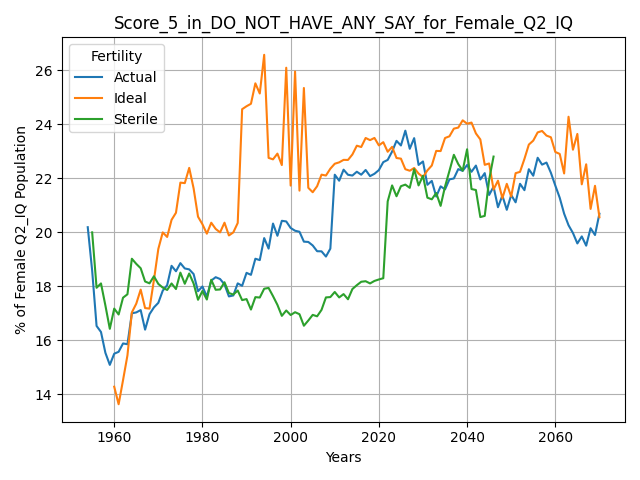 Score_5_in_DO_NOT_HAVE_ANY_SAY_for_Female_Q2_IQ
Fertility
Actual
Ideal
Sterile
% of Female Q2_IQ Population
26
24
22
20
18
16
14
1960
1980
2000
2020
2040
2060
Years